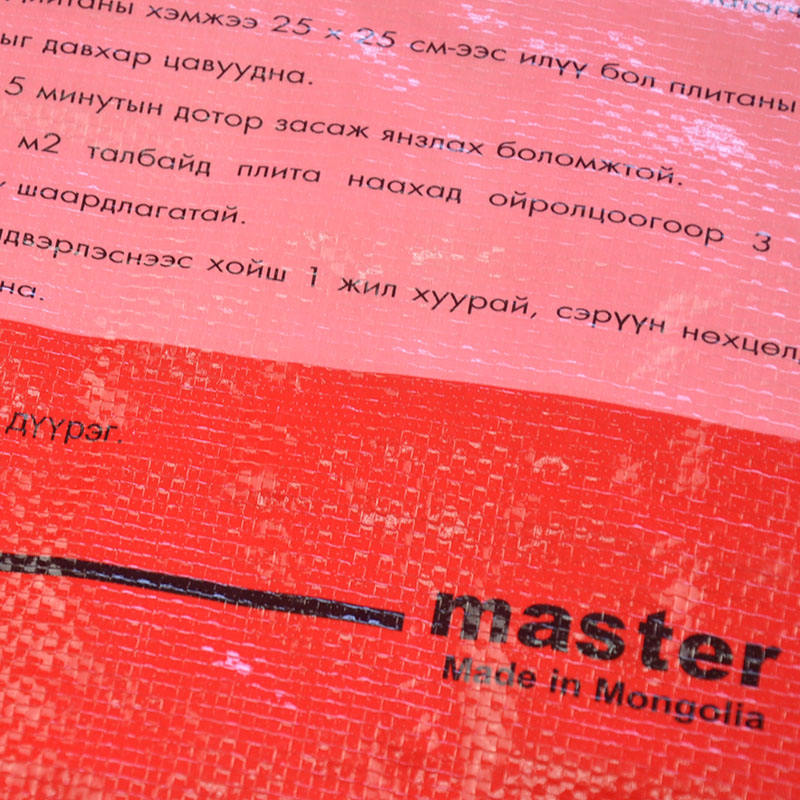 хэмжээ 25 x 25 см-ээс илүү бол плитаны
давхар цавуудна.
5 минутын дотор засаж янзлах боломжтой.
м2 талбайд плита наахад ойролцоогоор 3
шаардлагатай.
хойш 1 жил хуурай, сэрүүн
дүүрэг.
master
Made in Mongolia